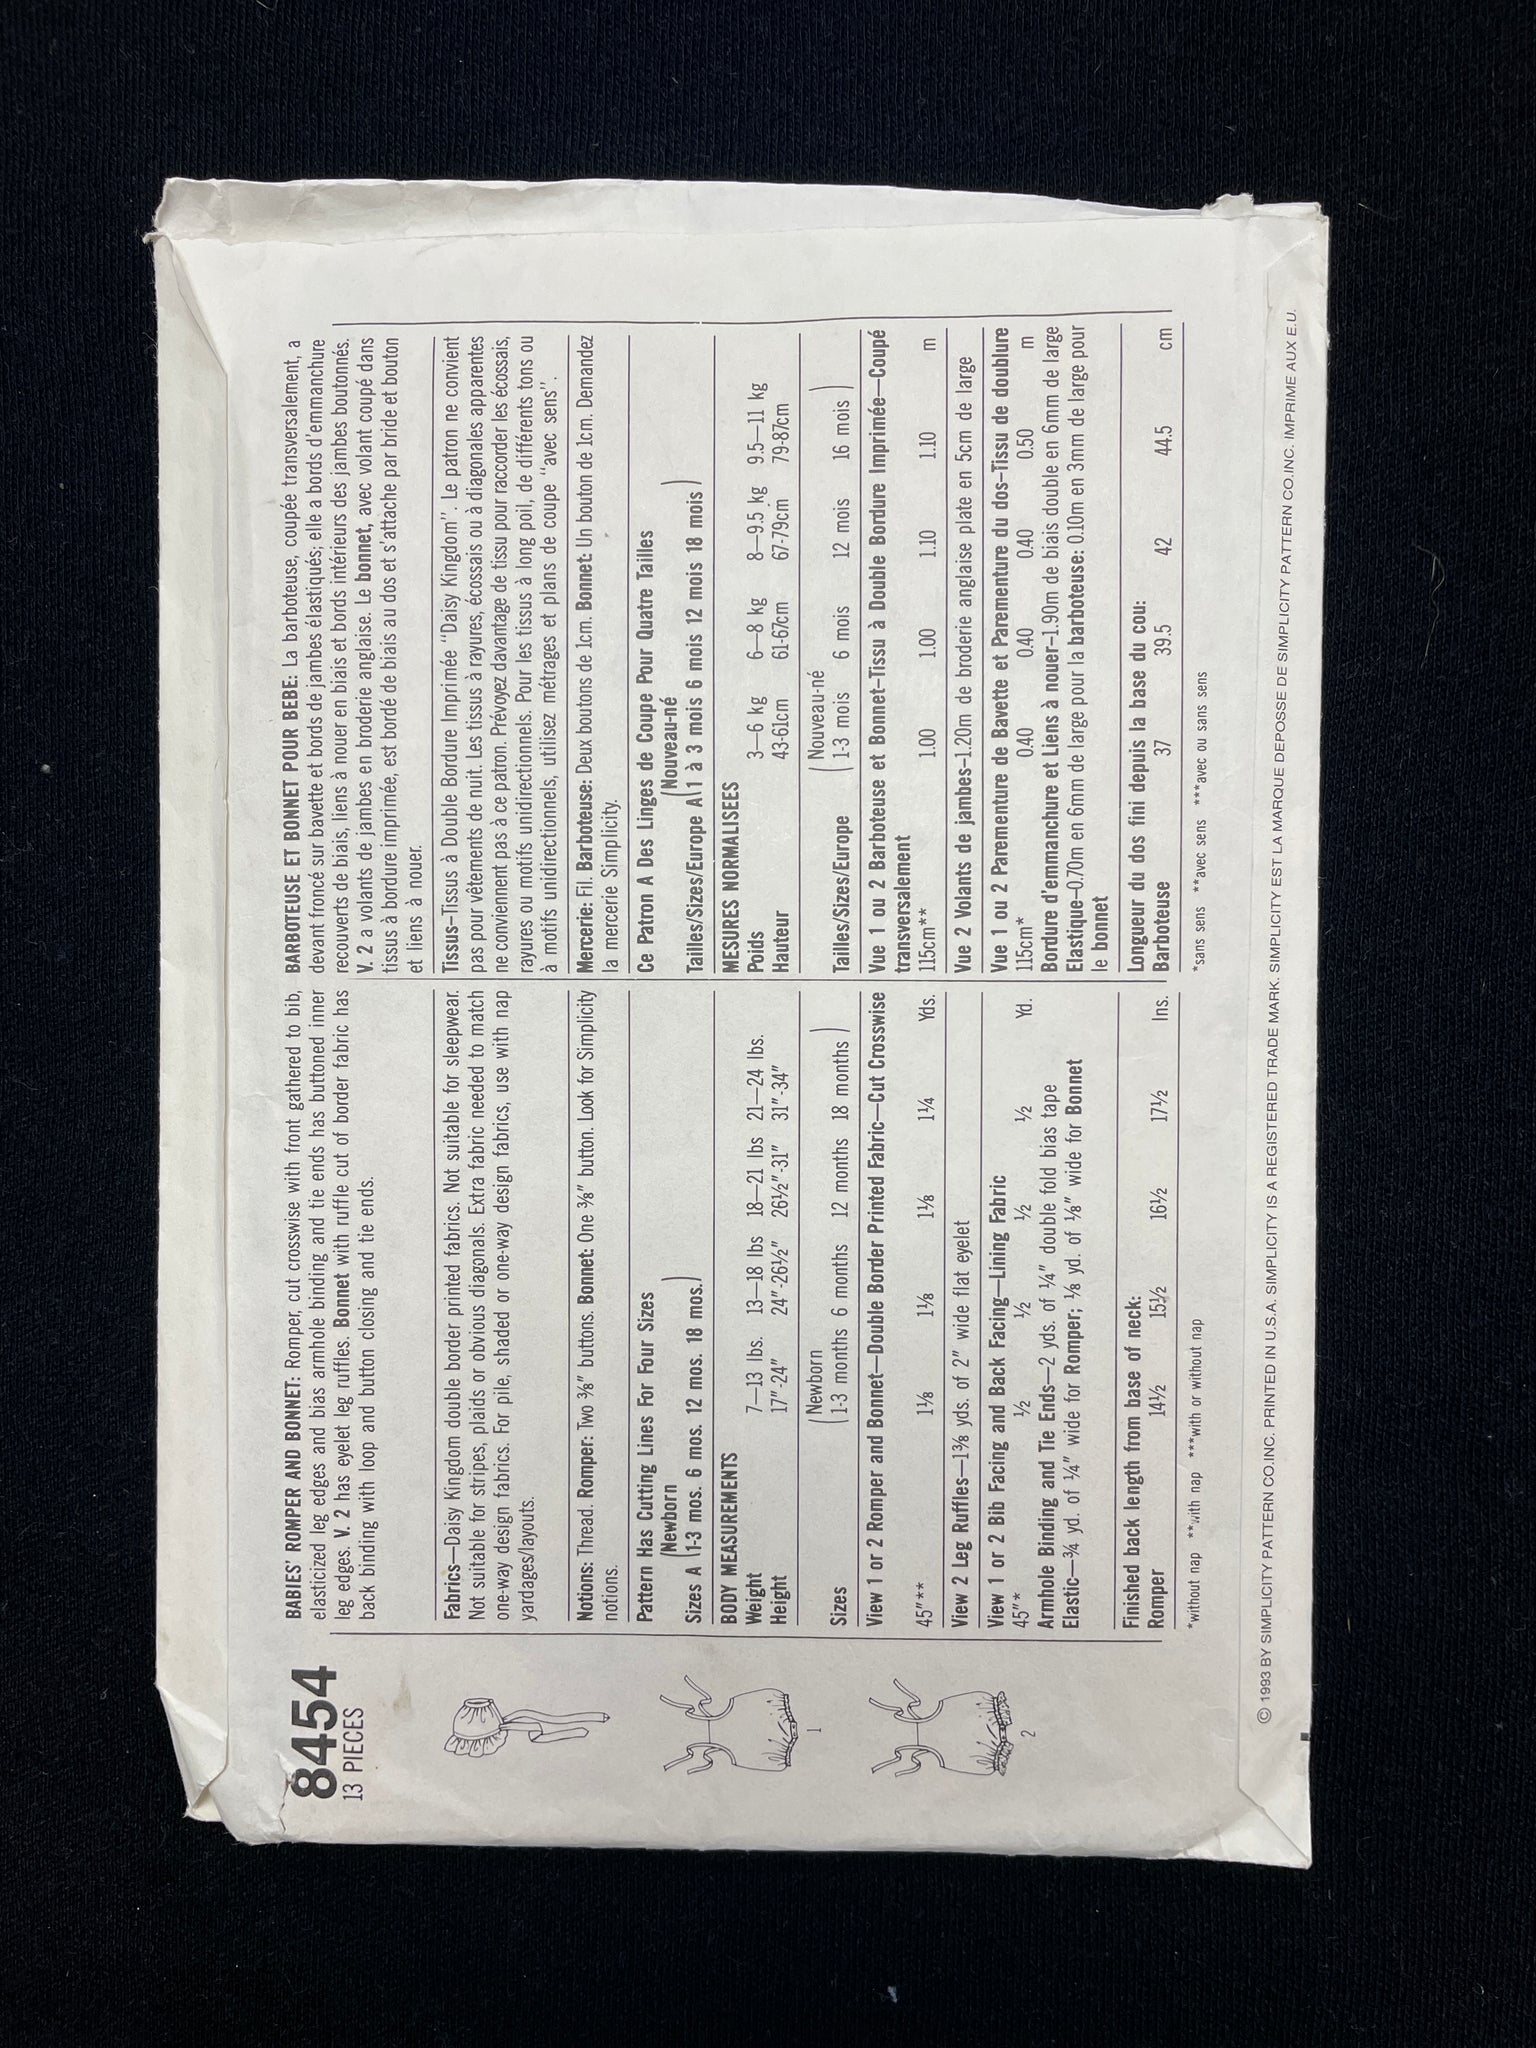 8454
13 PIECES
BABIES' ROMPER AND BONNET: Romper, cut crosswise with front gathered to bib,
elasticized leg edges and bias armhole binding and tie ends has buttoned inner
leg edges. V. 2 has eyelet leg ruffles. Bonnet with ruffle cut of border fabric has
back binding with loop and button closing and tie ends.
Fabrics—Daisy Kingdom double border printed fabrics. Not suitable for sleepwear.
Not suitable for stripes, plaids or obvious diagonals. Extra fabric needed to match
one-way design fabrics. For pile, shaded or one-way design fabrics, use with nap
yardages/layouts.
Notions: Thread. Romper: Two ⅜" buttons. Bonnet: One ⅜" button. Look for Simplicity
notions.
Pattern Has Cutting Lines For Four Sizes
(Newborn
Sizes A (1-3 mos. 6 mos. 12 mos. 18 mos.)
BODY MEASUREMENTS
Weight 7—13 lbs. 13—18 lbs 18—21 lbs 21—24 lbs.
Height 17"-24" 24"-26½" 26½"-31" 31"-34"
(Newborn
Sizes (1-3 months 6 months 12 months 18 months)
View 1 or 2 Romper and Bonnet—Double Border Printed Fabric—Cut Crosswise
45"** 1⅛ 1⅛ 1⅛ 1¼ Yds.
View 2 Leg Ruffles—1⅜ yds. of 2" wide flat eyelet
View 1 or 2 Bib Facing and Back Facing—Lining Fabric
45"* ½ ½ ½ ½ Yd.
Armhole Binding and Tie Ends—2 yds. of ¼" double fold bias tape
Elastic—¾ yd. of ¼" wide for Romper; ⅛ yd. of ⅛" wide for Bonnet
Finished back length from base of neck:
Romper 14½ 15½ 16½ 17½ Ins.
*without nap **with nap ***with or without nap
BARBOTEUSE ET BONNET POUR BEBE: La barboteuse, coupée transversalement, a
devant froncé sur bavette et bords de jambes élastiqués; elle a bords d'emmanchure
recouverts de biais, liens à nouer en biais et bords intérieurs des jambes boutonnés.
V. 2 a volants de jambes en broderie anglaise. Le bonnet, avec volant coupé dans
tissus à bordure imprimée, est bordé de biais au dos et s'attache par bride et bouton
et liens à nouer.
Tissus—Tissus à Double Bordure Imprimée "Daisy Kingdom". Le patron ne convient
pas pour vêtements de nuit. Les tissus à rayures, écossais ou à diagonales apparentes
ne conviennent pas à ce patron. Prévoyez davantage de tissu pour raccorder les écossais,
rayures ou motifs unidirectionnels. Pour les tissus à long poil, de différents tons ou
à motifs unidirectionnels, utilisez métrages et plans de coupe "avec sens".
Mercerie: Fil. Barboteuse: Deux boutons de 1cm. Bonnet: Un bouton de 1cm. Demandez
la mercerie Simplicity.
Ce Patron A Des Linges de Coupe Pour Quatre Tailles
(Nouveau-né
Tailles/Sizes/Europe A(1 à 3 mois 6 mois 12 mois 18 mois)
MESURES NORMALISEES
Poids 3—6 kg 6—8 kg 8—9.5 kg 9.5—11 kg
Hauteur 43-61cm 61-67cm 67-79cm 79-87cm
(Nouveau-né
Tailles/Sizes/Europe (1-3 mois 6 mois 12 mois 16 mois)
Vue 1 ou 2 Barboteuse et Bonnet—Tissu à Double Bordure Imprimée—Coupé
transversalement
115cm** 1.00 1.00 1.10 1.10 m
Vue 2 Volants de jambes—1.20m de broderie anglaise plate en 5cm de large
Vue 1 ou 2 Parementure de Bavette et Parementure du dos—Tissu de doublure
115cm* 0.40 0.40 0.40 0.50 m
Bordure d'emmanchure et Liens à nouer—1.90m de biais double en 6mm de large
Elastique—0.70m en 6mm de large pour la barboteuse: 0.10m en 3mm de large pour
le bonnet
Longueur du dos fini depuis la base du cou:
Barboteuse 37 39.5 42 44.5 cm
*sans sens **avec sens ***avec ou sans sens
1
2
© 1993 BY SIMPLICITY PATTERN CO.INC. PRINTED IN U.S.A. SIMPLICITY IS A REGISTERED TRADE MARK. SIMPLICITY EST LA MARQUE DEPOSSE DE SIMPLICITY PATTERN CO.INC. IMPRIME AUX E.U.